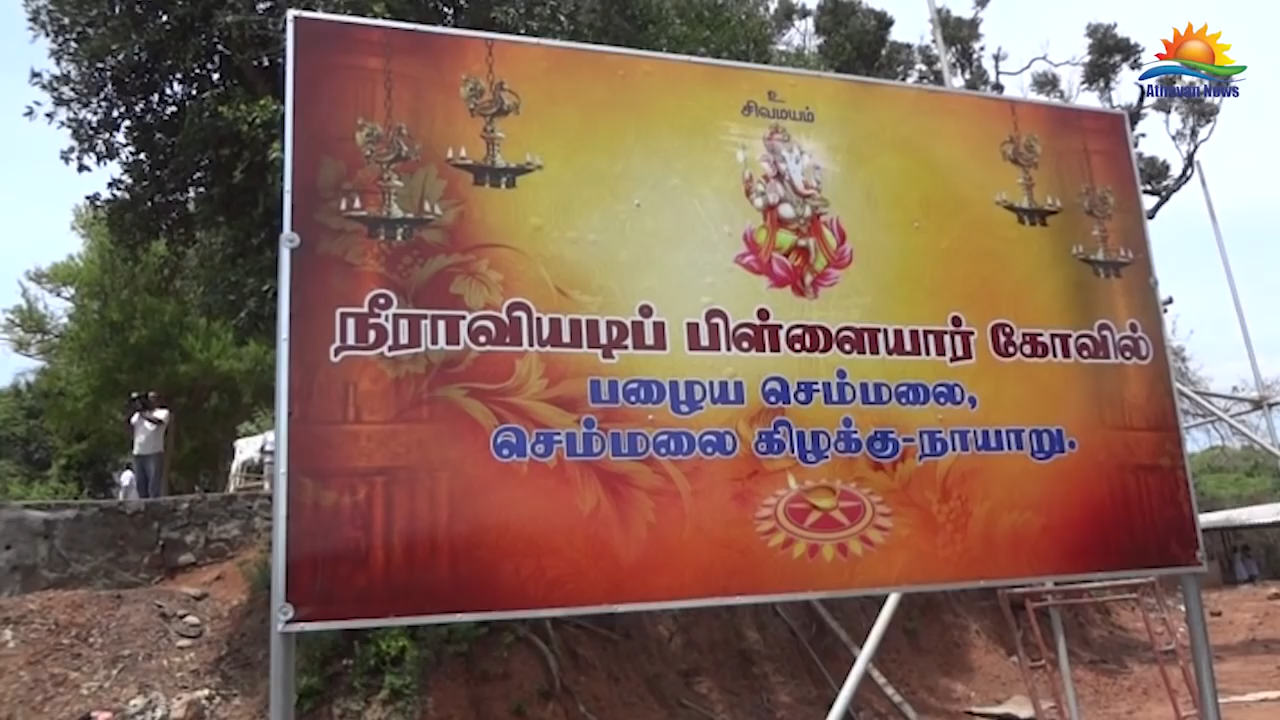 Athavan News
உ
சிவமயம்
நீராவியடிப் பிள்ளையார் கோவில்
பழைய செம்மலை,
செம்மலை கிழக்கு-நாயாறு.